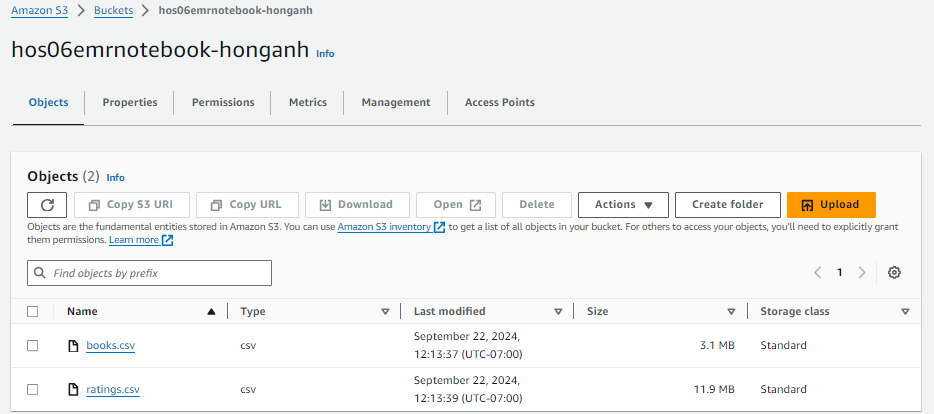 Amazon S3 > Buckets > hos06emrnotebook-honganh
hos06emrnotebook-honganh Info
Objects Properties Permissions Metrics Management Access Points
Objects (2) Info
Copy S3 URI Copy URL Download Open Delete Actions Create folder Upload
Objects are the fundamental entities stored in Amazon S3. You can use Amazon S3 inventory to get a list of all objects in your bucket. For others to access your objects, you'll need to explicitly grant
them permissions. Learn more
Find objects by prefix
1
Name Type Last modified Size Storage class
books.csv csv September 22, 2024, 12:13:37 (UTC-07:00) 3.1 MB Standard
ratings.csv csv September 22, 2024, 12:13:39 (UTC-07:00) 11.9 MB Standard